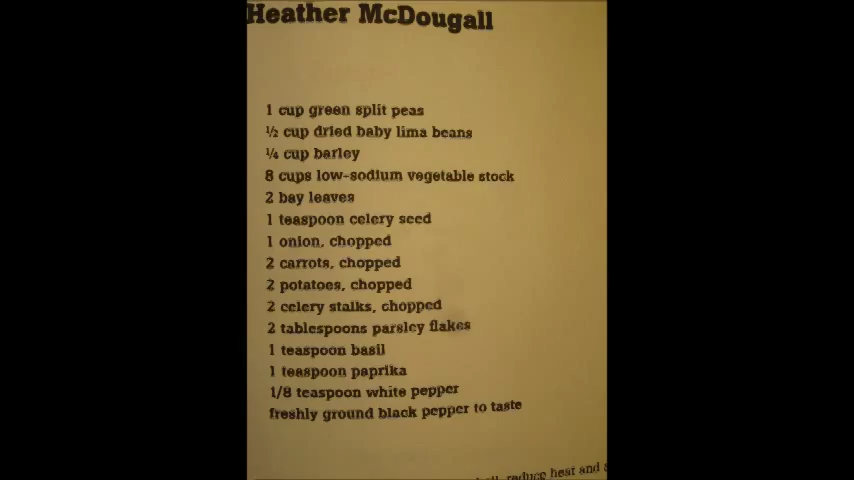 Heather McDougall
1 cup green split peas
½ cup dried baby lima beans
¼ cup barley
8 cups low-sodium vegetable stock
2 bay leaves
1 teaspoon celery seed
1 onion, chopped
2 carrots, chopped
2 potatoes, chopped
2 celery stalks, chopped
2 tablespoons parsley flakes
1 teaspoon basil
1 teaspoon paprika
1/8 teaspoon white pepper
freshly ground black pepper to taste
reduce heat and